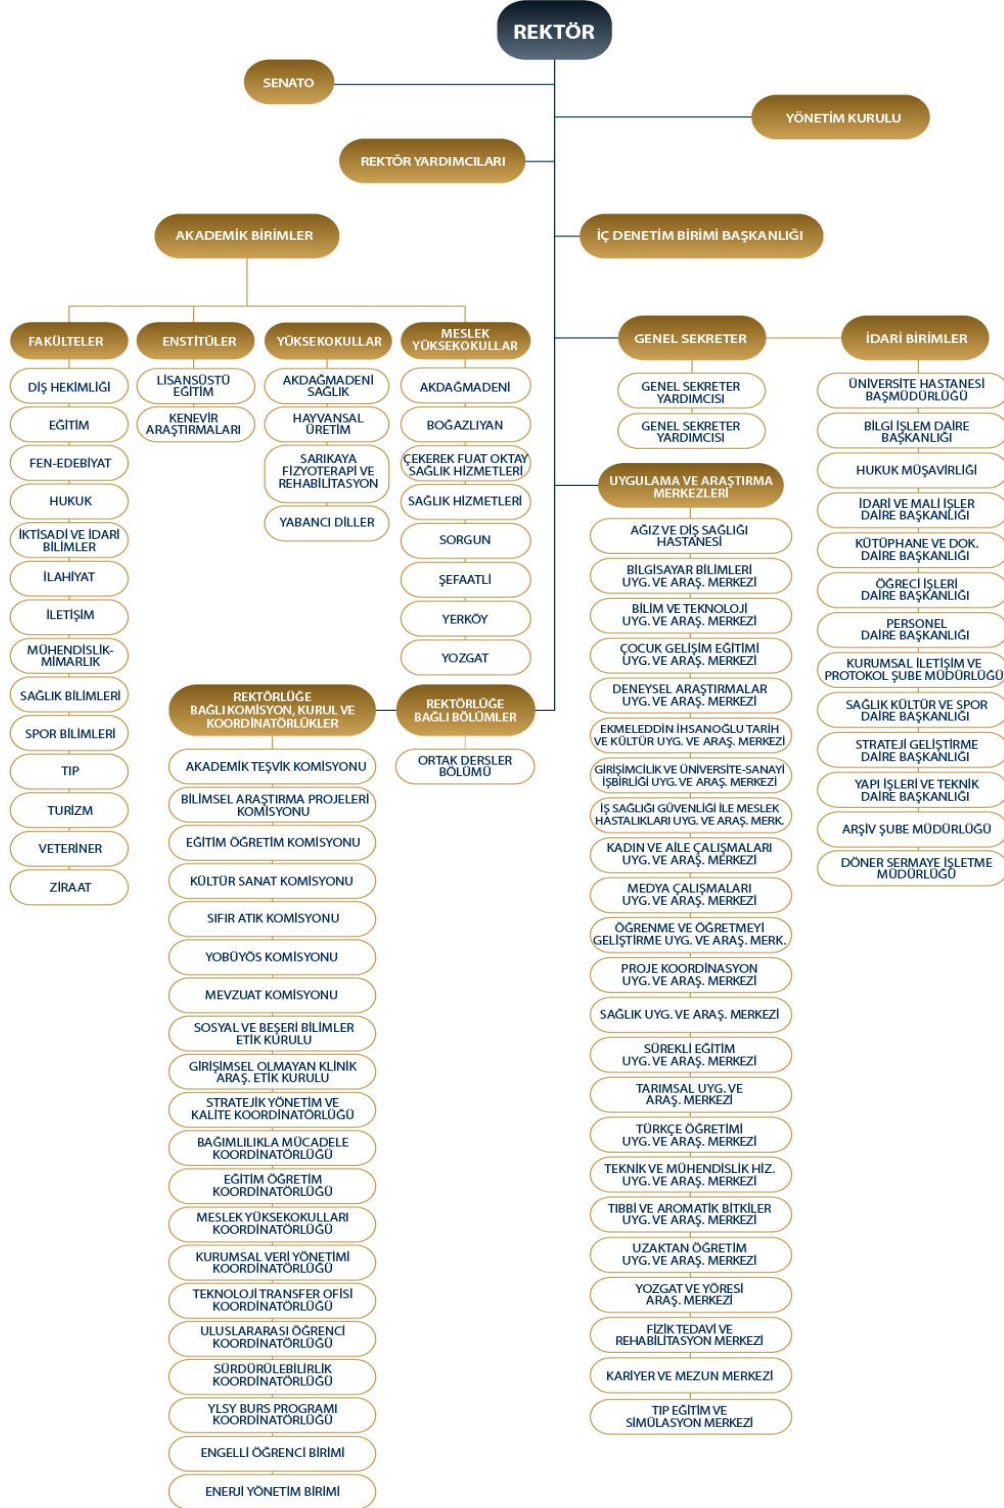 REKTÖR
SENATO
YÖNETİM KURULU
REKTÖR YARDIMCILARI
AKADEMİK BİRİMLER
İÇ DENETİM BİRİMİ BAŞKANLIĞI
FAKÜLTELER
DİŞ HEKİMLİĞİ
EĞİTİM
FEN-EDEBİYAT
HUKUK
İKTİSADİ VE İDARİ
BİLİMLER
İLAHİYAT
İLETİŞİM
MÜHENDİSLİK-
MİMARLIK
SAĞLIK BİLİMLERİ
SPOR BİLİMLERİ
TIP
TURİZM
VETERİNER
ZİRAAT
ENSTİTÜLER
LİSANSÜSTÜ
EĞİTİM
KENEVİR
ARAŞTIRMALARI
YÜKSEKOKULLAR
AKDAĞMADENİ
SAĞLIK
HAYVANSAL
ÜRETİM
SARIKAYA
FİZYOTERAPİ VE
REHABİLİTASYON
YABANCI DİLLER
MESLEK
YÜKSEKOKULLAR
AKDAĞMADENİ
BOĞAZLIYAN
ÇEKEREK FUAT OKTAY
SAĞLIK HİZMETLERİ
SAĞLIK HİZMETLERİ
SORGUN
ŞEFAATLİ
YERKÖY
YOZGAT
GENEL SEKRETER
GENEL SEKRETER
YARDIMCISI
GENEL SEKRETER
YARDIMCISI
İDARİ BİRİMLER
ÜNİVERSİTE HASTANESİ
BAŞMÜDÜRLÜĞÜ
BİLGİ İŞLEM DAİRE
BAŞKANLIĞI
HUKUK MÜŞAVİRLİĞİ
İDARİ VE MALİ İŞLER
DAİRE BAŞKANLIĞI
KÜTÜPHANE VE DOK.
DAİRE BAŞKANLIĞI
ÖĞRECİ İŞLERİ
DAİRE BAŞKANLIĞI
PERSONEL
DAİRE BAŞKANLIĞI
KURUMSAL İLETİŞİM VE
PROTOKOL ŞUBE MÜDÜRLÜĞÜ
SAĞLIK KÜLTÜR VE SPOR
DAİRE BAŞKANLIĞI
STRATEJİ GELİŞTİRME
DAİRE BAŞKANLIĞI
YAPI İŞLERİ VE TEKNİK
DAİRE BAŞKANLIĞI
ARŞİV ŞUBE MÜDÜRLÜĞÜ
DÖNER SERMAYE İŞLETME
MÜDÜRLÜĞÜ
UYGULAMA VE ARAŞTIRMA
MERKEZLERİ
AĞIZ VE DİŞ SAĞLIĞI
HASTANESİ
BİLGİSAYAR BİLİMLERİ
UYG. VE ARAŞ. MERKEZİ
BİLİM VE TEKNOLOJİ
UYG. VE ARAŞ. MERKEZİ
ÇOCUK GELİŞİM EĞİTİMİ
UYG. VE ARAŞ. MERKEZİ
DENEYSEL ARAŞTIRMALAR
UYG. VE ARAŞ. MERKEZİ
EKMELEDDİN İHSANOĞLU TARİH
VE KÜLTÜR UYG. VE ARAŞ. MERKEZİ
GİRİŞİMCİLİK VE ÜNİVERSİTE-SANAYİ
İŞBİRLİĞİ UYG. VE ARAŞ. MERKEZİ
İŞ SAĞLIĞI GÜVENLİĞİ İLE MESLEK
HASTALIKLARI UYG. VE ARAŞ. MERK.
KADIN VE AİLE ÇALIŞMALARI
UYG. VE ARAŞ. MERKEZİ
MEDYA ÇALIŞMALARI
UYG. VE ARAŞ. MERKEZİ
ÖĞRENME VE ÖĞRETMEYİ
GELİŞTİRME UYG. VE ARAŞ. MERK.
PROJE KOORDİNASYON
UYG. VE ARAŞ. MERKEZİ
SAĞLIK UYG. VE ARAŞ. MERKEZİ
SÜREKLİ EĞİTİM
UYG. VE ARAŞ. MERKEZİ
TARIMSAL UYG. VE
ARAŞ. MERKEZİ
TÜRKÇE ÖĞRETİMİ
UYG. VE ARAŞ. MERKEZİ
TEKNİK VE MÜHENDİSLİK HİZ.
UYG. VE ARAŞ. MERKEZİ
TIBBİ VE AROMATİK BİTKİLER
UYG. VE ARAŞ. MERKEZİ
UZAKTAN ÖĞRETİM
UYG. VE ARAŞ. MERKEZİ
YOZGAT VE YÖRESİ
ARAŞ. MERKEZİ
FİZİK TEDAVİ VE
REHABİLİTASYON MERKEZİ
KARİYER VE MEZUN MERKEZİ
TIP EĞİTİM VE
SİMÜLASYON MERKEZİ
REKTÖRLÜĞE
BAĞLI KOMİSYON, KURUL VE
KOORDİNATÖRLÜKLER
AKADEMİK TEŞVİK KOMİSYONU
BİLİMSEL ARAŞTIRMA PROJELERİ
KOMİSYONU
EĞİTİM ÖĞRETİM KOMİSYONU
KÜLTÜR SANAT KOMİSYONU
SIFIR ATIK KOMİSYONU
YOBÜYÖS KOMİSYONU
MEVZUAT KOMİSYONU
SOSYAL VE BEŞERİ BİLİMLER
ETİK KURULU
GİRİŞİMSEL OLMAYAN KLİNİK
ARAŞ. ETİK KURULU
STRATEJİK YÖNETİM VE
KALİTE KOORDİNATÖRLÜĞÜ
BAĞIMLILIKLA MÜCADELE
KOORDİNATÖRLÜĞÜ
EĞİTİM ÖĞRETİM
KOORDİNATÖRLÜĞÜ
MESLEK YÜKSEKOKULLARI
KOORDİNATÖRLÜĞÜ
KURUMSAL VERİ YÖNETİMİ
KOORDİNATÖRLÜĞÜ
TEKNOLOJİ TRANSFER OFİSİ
KOORDİNATÖRLÜĞÜ
ULUSLARARASI ÖĞRENCİ
KOORDİNATÖRLÜĞÜ
SÜRDÜRÜLEBİLİRLİK
KOORDİNATÖRLÜĞÜ
YLSY BURS PROGRAMI
KOORDİNATÖRLÜĞÜ
ENGELLİ ÖĞRENCİ BİRİMİ
ENERJİ YÖNETİM BİRİMİ
REKTÖRLÜĞE
BAĞLI BÖLÜMLER
ORTAK DERSLER
BÖLÜMÜ